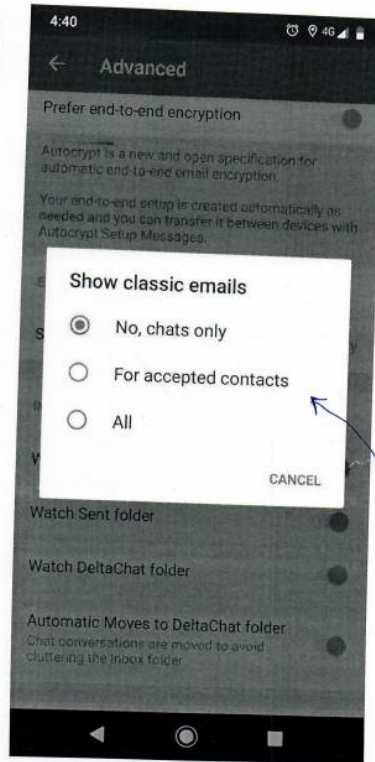 4:40
4G
Advanced
Prefer end-to-end encryption
Autocrypt is a new and open specification for
automatic end-to-end email encryption.
Your end-to-end setup is created automatically as
needed and you can transfer it between devices with
Autocrypt Setup Messages.
Show classic emails
No, chats only
For accepted contacts
All
CANCEL
Watch Sent folder
Watch DeltaChat folder
Automatic Moves to DeltaChat folder
Chat conversations are moved to avoid
cluttering the Inbox folder